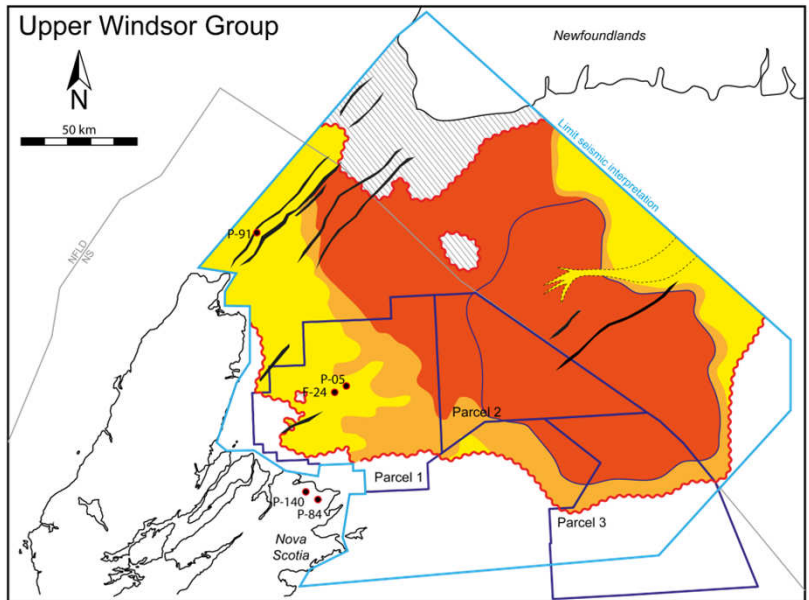 Upper Windsor Group
Newfoundlands
N
50 km
Limit seismic interpretation
P-91
NFLD
NS
P-05
F-24
Parcel 2
Parcel 1
P-140
P-84
Parcel 3
Nova
Scotia